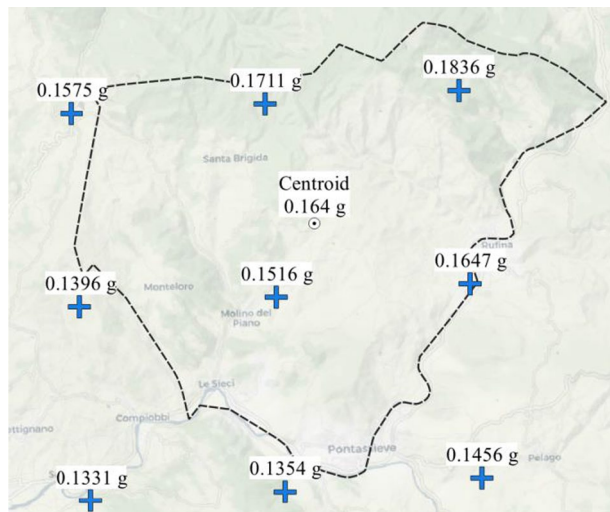 0.1836 g
0.1711 g
0.1575 g
Santa Brigida
Centroid
0.164 g
Rufina
0.1647 g
0.1516 g
0.1396 g
Monteloro
Molino del
Piano
Le Sieci
Compiobbi
Pontassieve
0.1456 g
Pelago
0.1354 g
0.1331 g